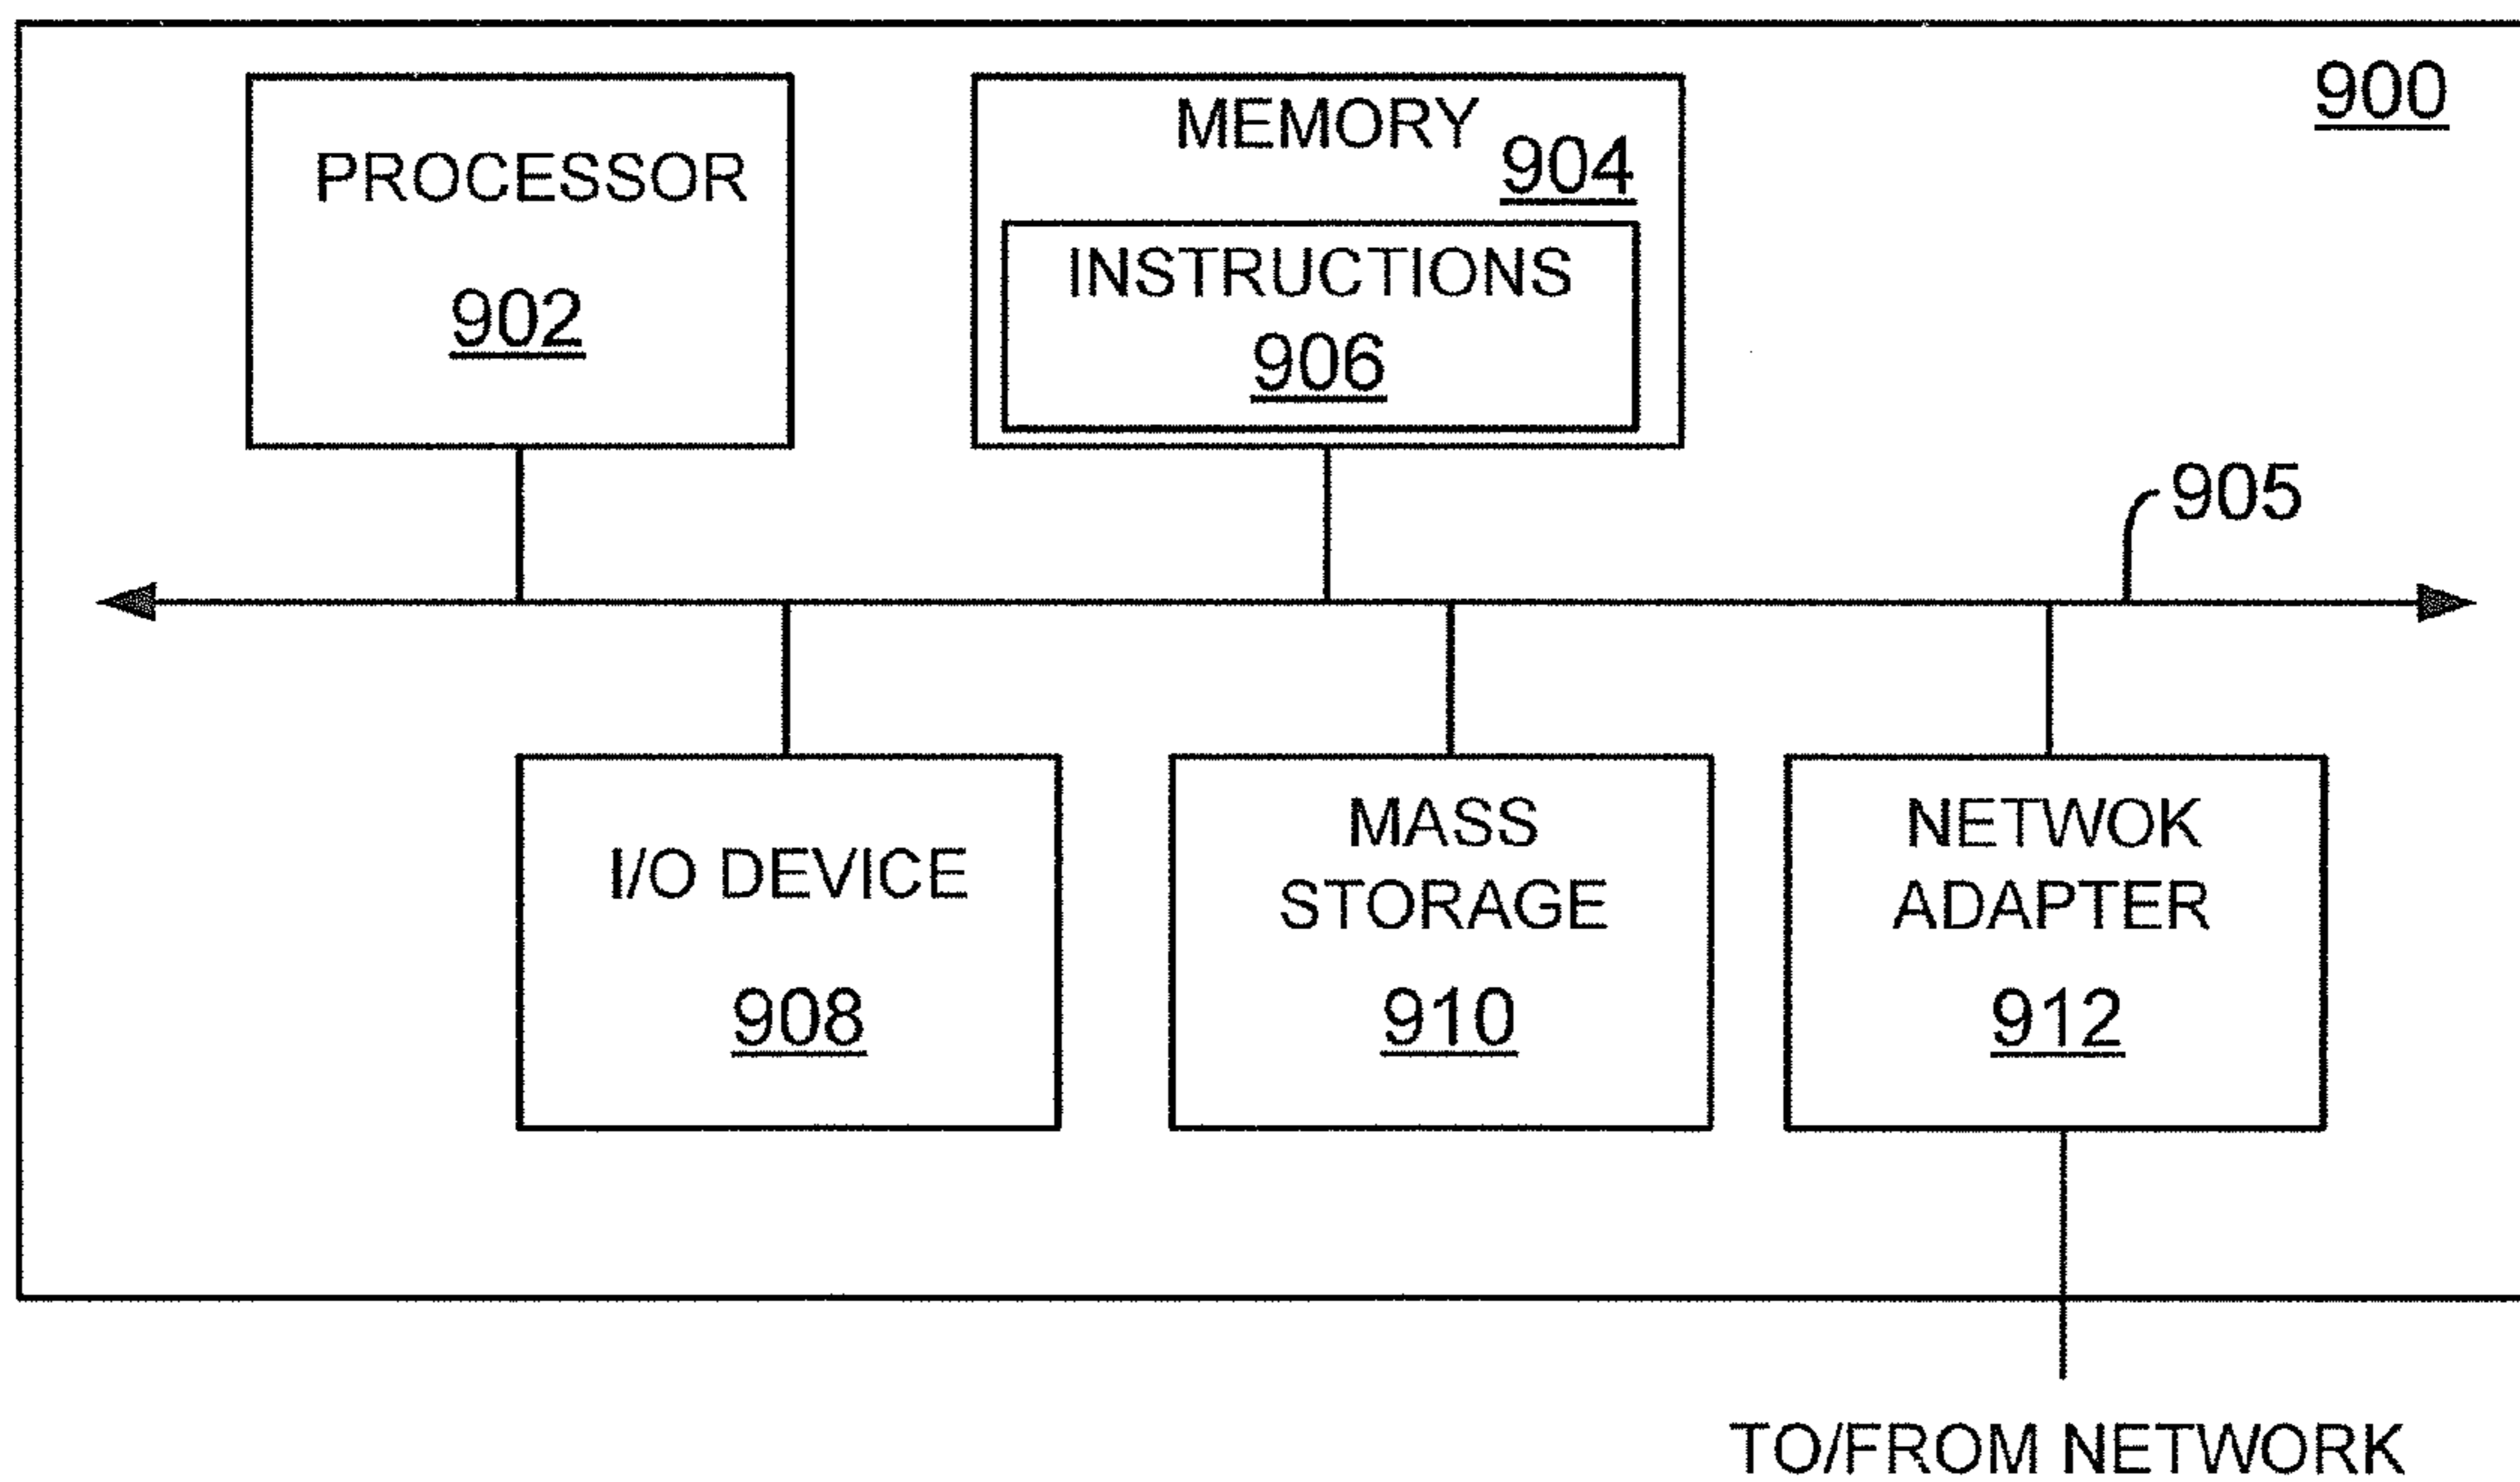 900
PROCESSOR
902
MEMORY
904
INSTRUCTIONS
906
905
I/O DEVICE
908
MASS
STORAGE
910
NETWOK
ADAPTER
912
TO/FROM NETWORK